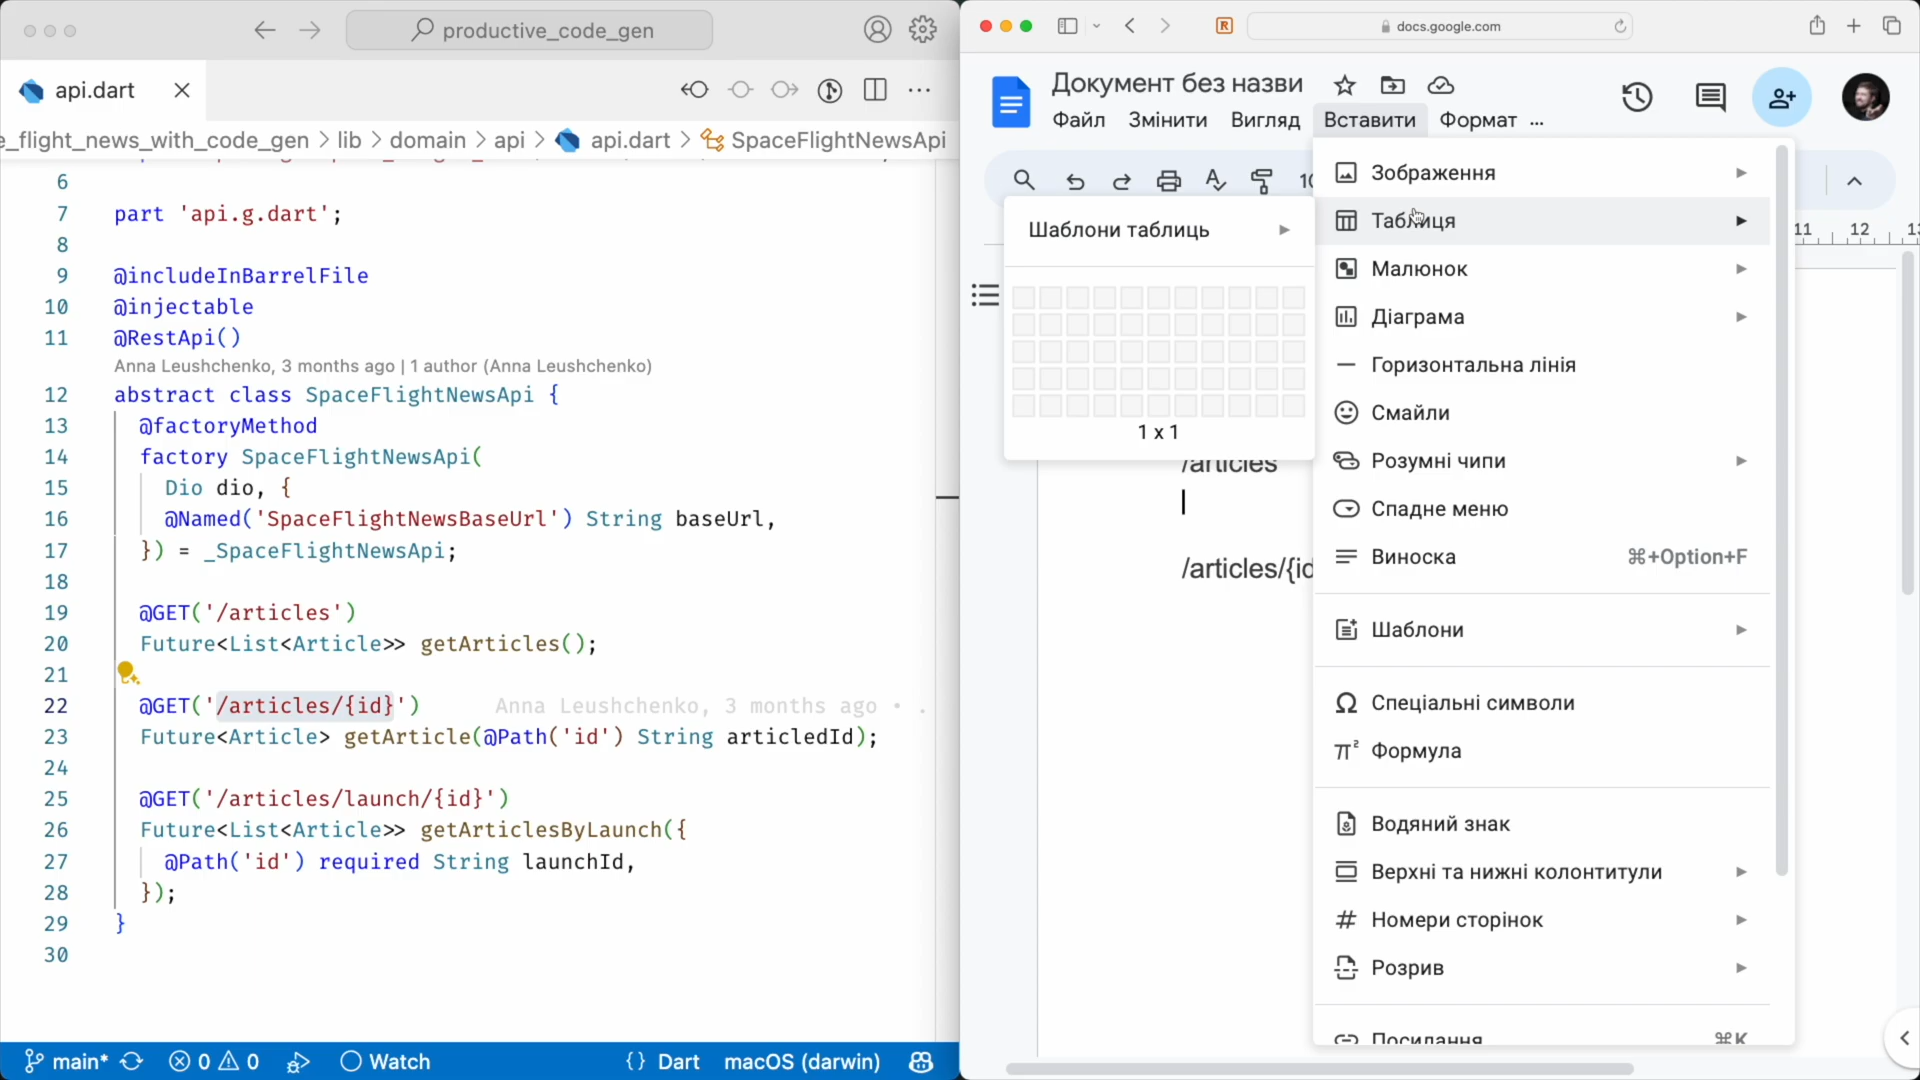 productive_code_gen
api.dart
e_flight_news_with_code_gen > lib > domain > api > api.dart > SpaceFlightNewsApi
6
7 part 'api.g.dart';
8
9 @includeInBarrelFile
10 @injectable
11 @RestApi()
Anna Leushchenko, 3 months ago | 1 author (Anna Leushchenko)
12 abstract class SpaceFlightNewsApi {
13 @factoryMethod
14 factory SpaceFlightNewsApi(
15 Dio dio, {
16 @Named('SpaceFlightNewsBaseUrl') String baseUrl,
17 }) = _SpaceFlightNewsApi;
18
19 @GET('/articles')
20 Future<List<Article>> getArticles();
21
22 @GET('/articles/{id}') Anna Leushchenko, 3 months ago • .
23 Future<Article> getArticle(@Path('id') String articledId);
24
25 @GET('/articles/launch/{id}')
26 Future<List<Article>> getArticlesByLaunch({
27 @Path('id') required String launchId,
28 });
29 }
30
main* 0 0 Watch {} Dart macOS (darwin)
docs.google.com
Документ без назви
Файл Змінити Вигляд Вставити Формат ...
10
11 12 13
Шаблони таблиць
1 x 1
/articles
/articles/{id
Зображення
Таблиця
Малюнок
Діаграма
Горизонтальна лінія
Смайли
Розумні чипи
Спадне меню
Виноска ⌘+Option+F
Шаблони
Спеціальні символи
Формула
Водяний знак
Верхні та нижні колонтитули
Номери сторінок
Розрив
Посилання ⌘K